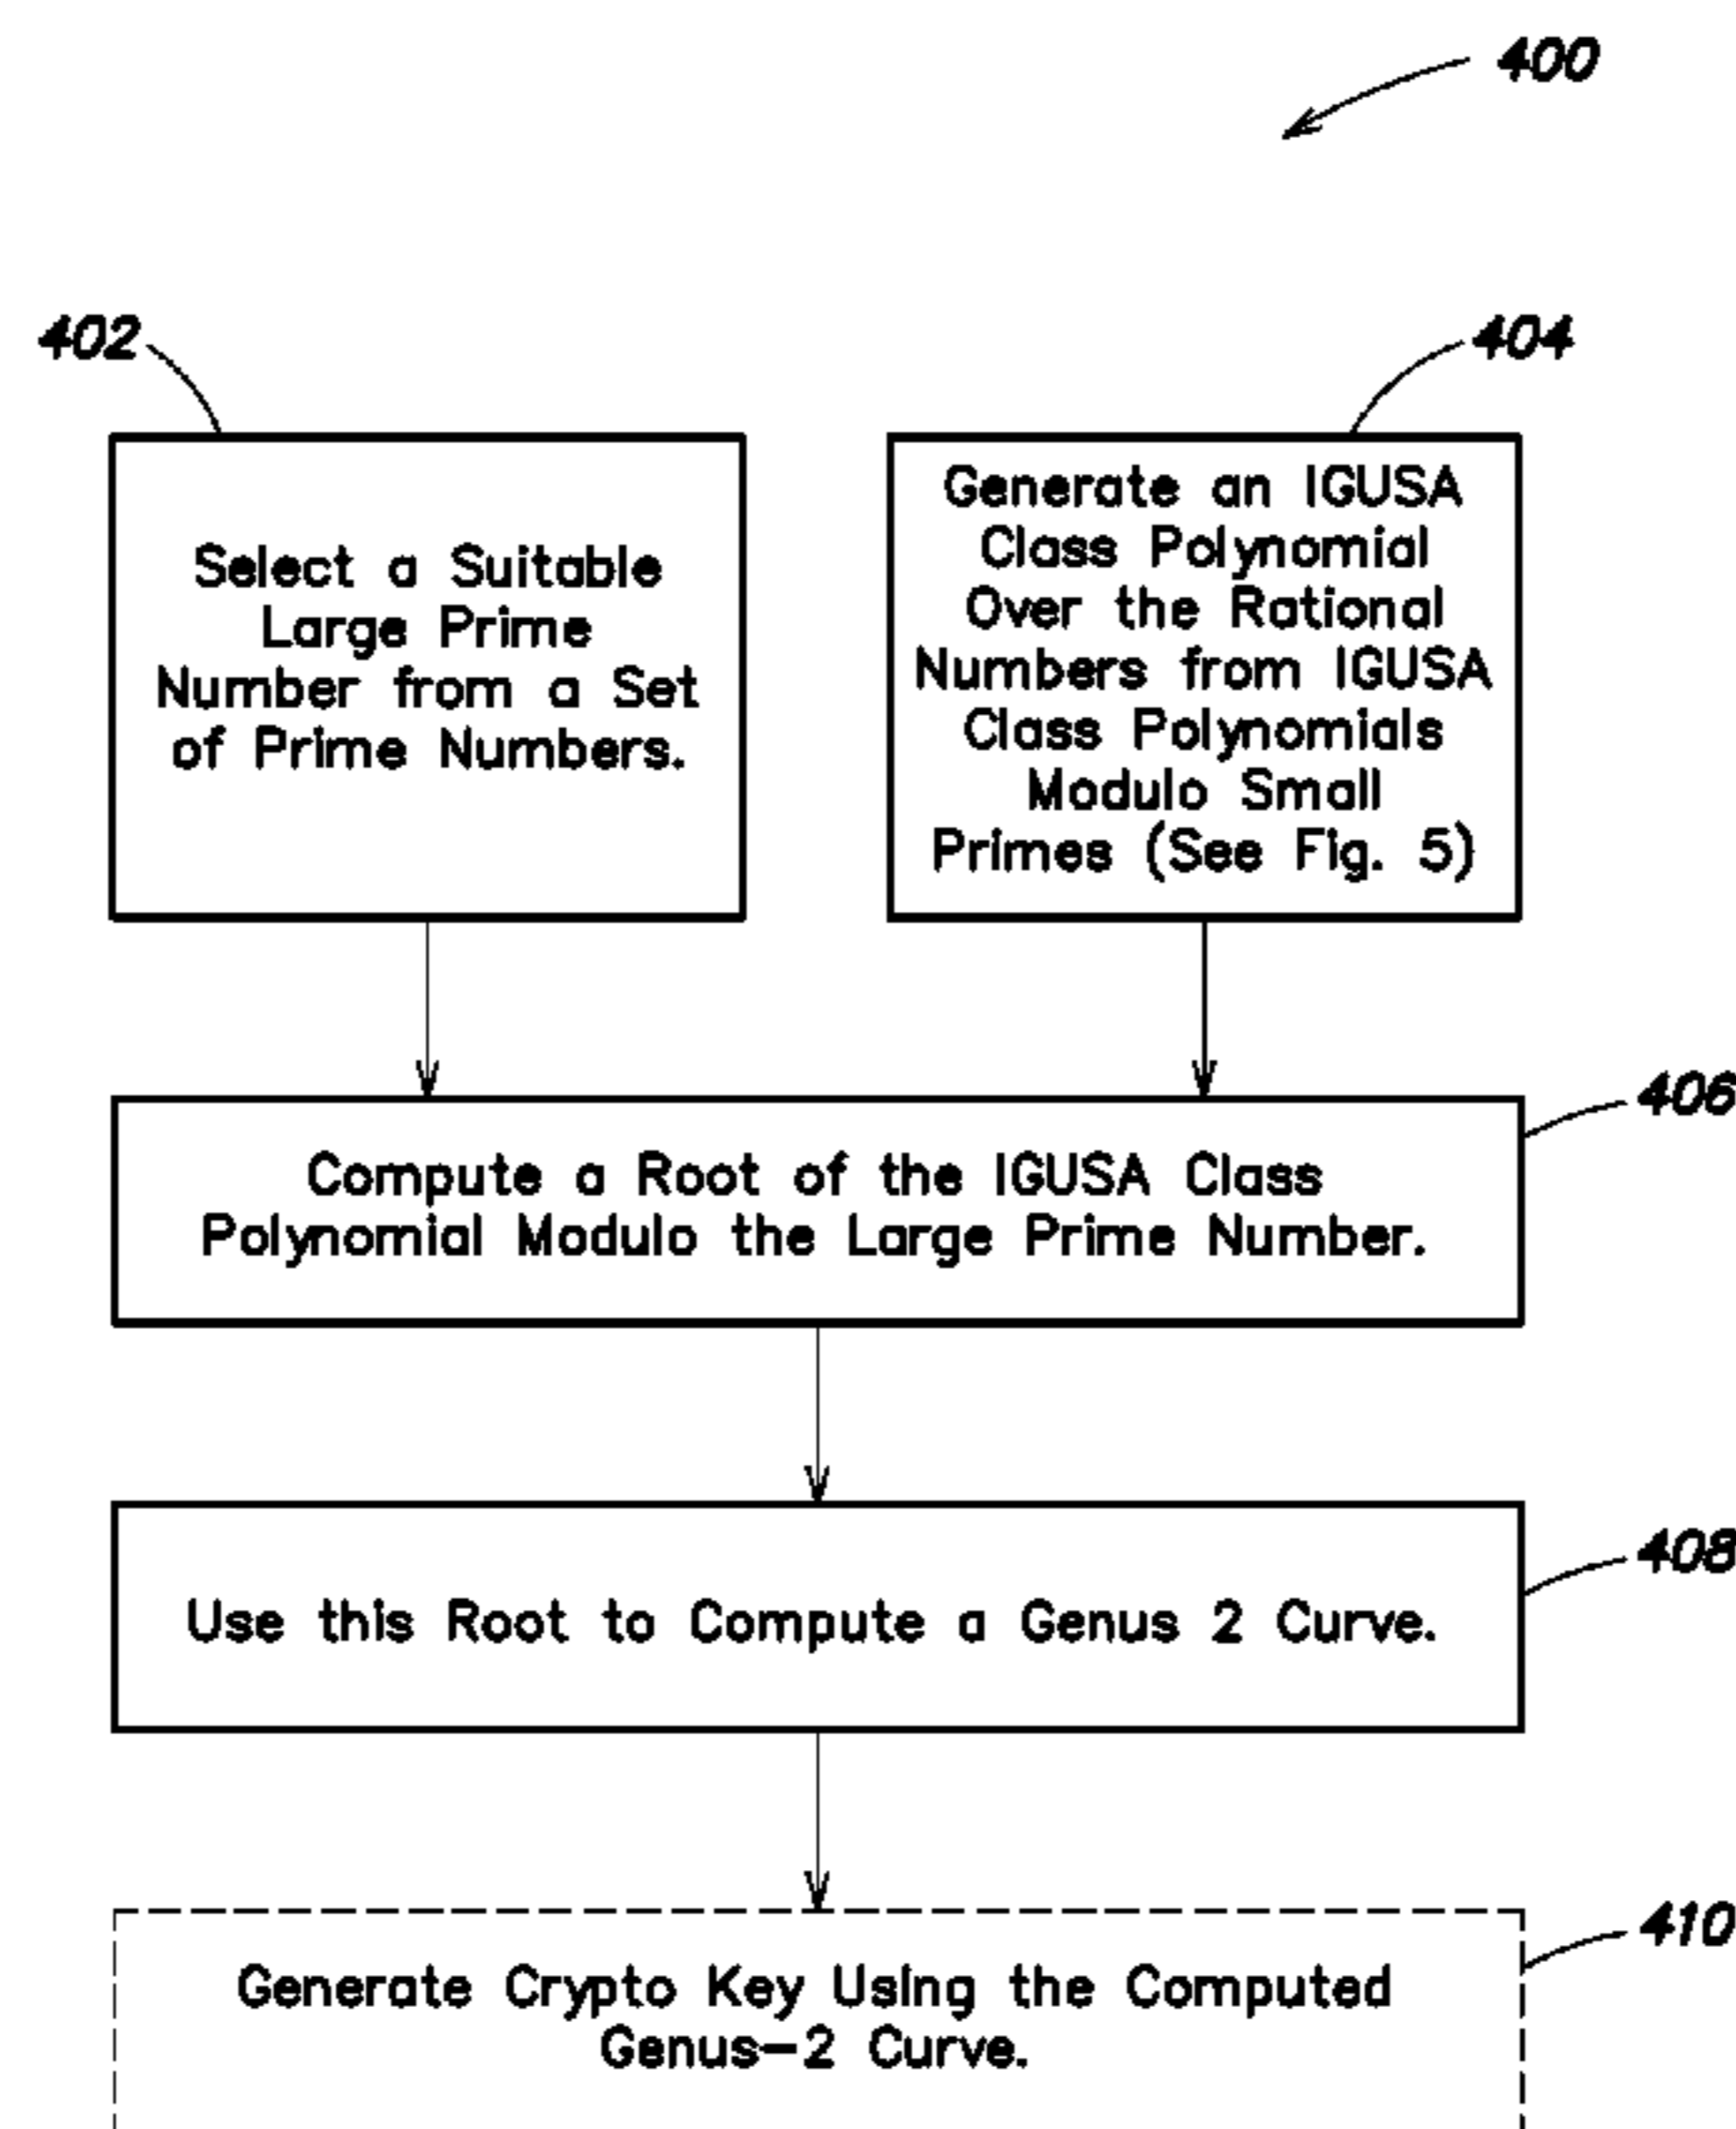 400
402
404
Select a Suitable
Large Prime
Number from a Set
of Prime Numbers.
Generate an IGUSA
Class Polynomial
Over the Rational
Numbers from IGUSA
Class Polynomials
Modulo Small
Primes (See Fig. 5)
406
Compute a Root of the IGUSA Class
Polynomial Modulo the Large Prime Number.
408
Use this Root to Compute a Genus 2 Curve.
410
Generate Crypto Key Using the Computed
Genus-2 Curve.